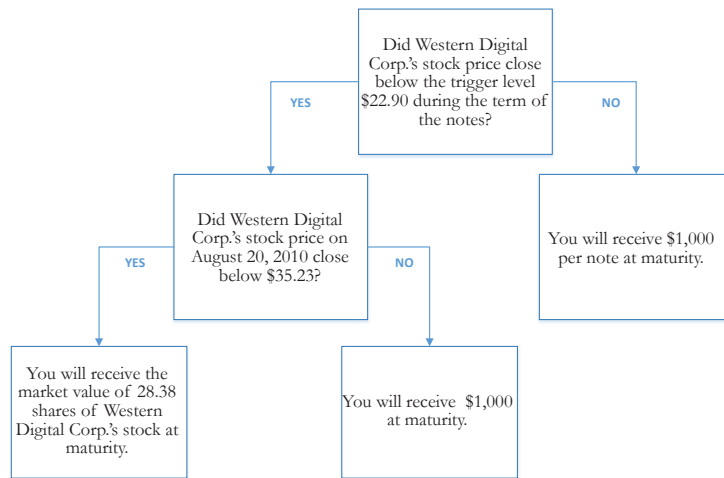 Did Western Digital
Corp.'s stock price close
below the trigger level
$22.90 during the term of
the notes?
YES
NO
Did Western Digital
Corp.'s stock price on
August 20, 2010 close
below $35.23?
You will receive $1,000
per note at maturity.
YES
NO
You will receive the
market value of 28.38
shares of Western
Digital Corp.'s stock at
maturity.
You will receive $1,000
at maturity.